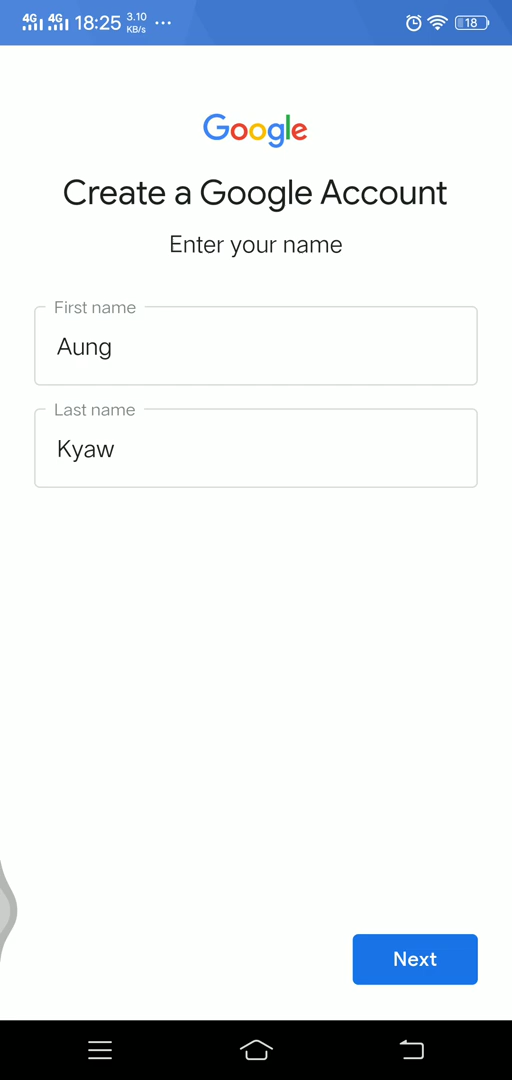 4G 4G 18:25 3.10 KB/s ... 18
Google
Create a Google Account
Enter your name
First name
Aung
Last name
Kyaw
Next